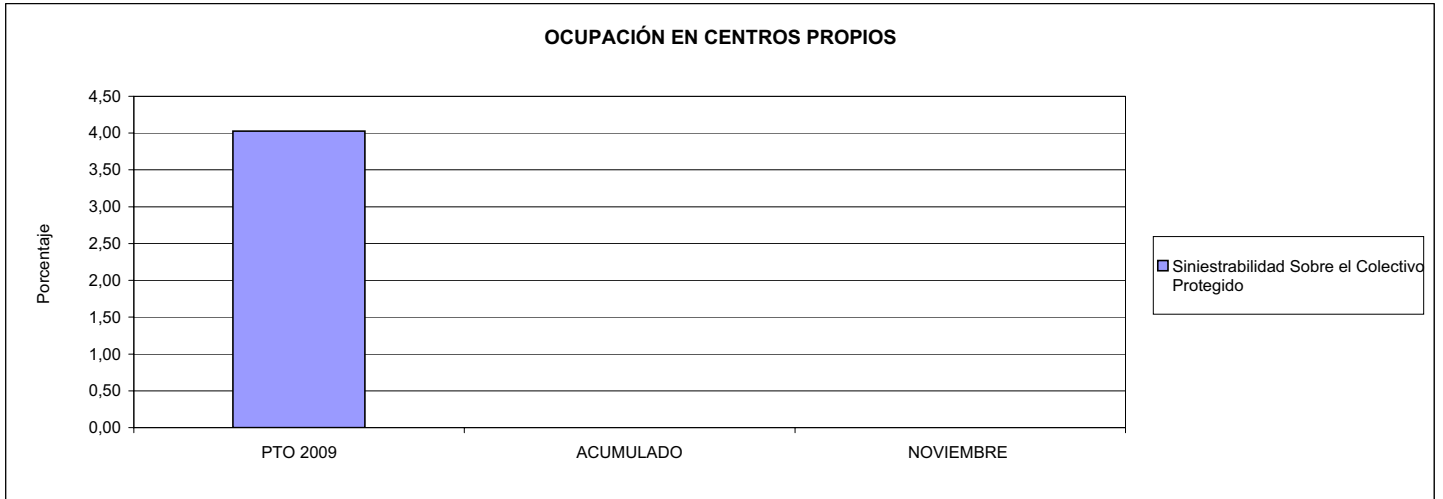 OCUPACIÓN EN CENTROS PROPIOS
4,50
4,00
3,50
3,00
2,50
2,00
1,50
1,00
0,50
0,00
Porcentaje
PTO 2009
ACUMULADO
NOVIEMBRE
Siniestrabilidad Sobre el Colectivo
Protegido